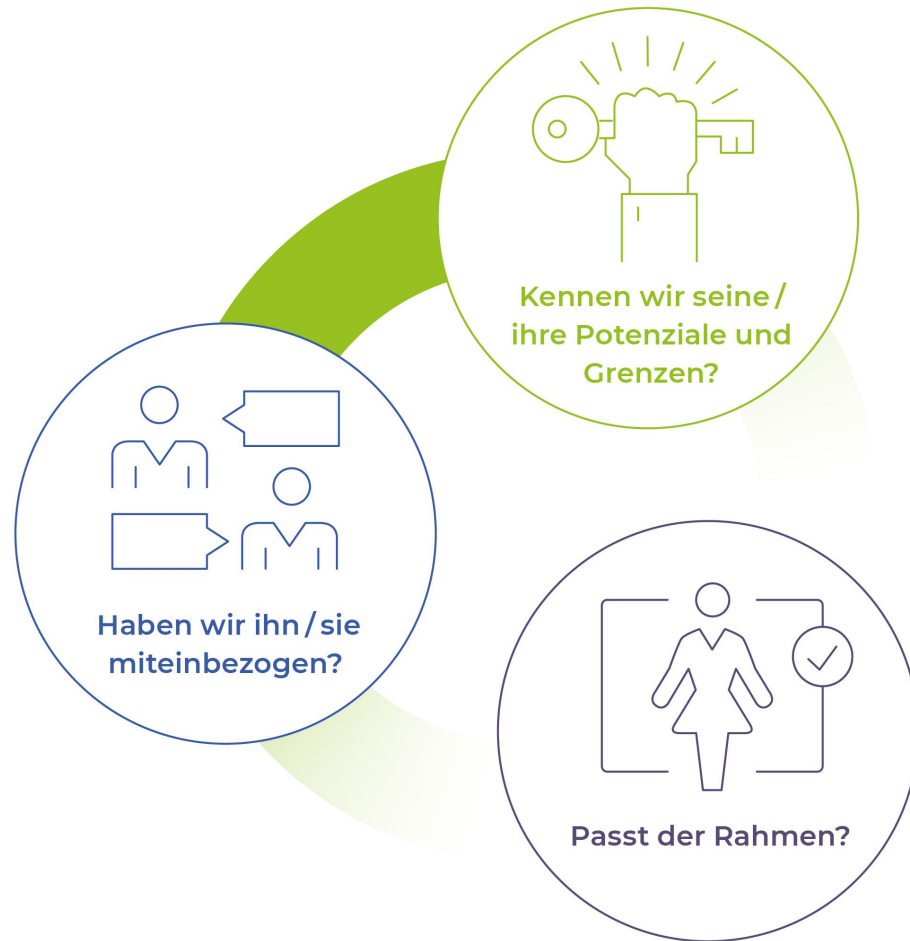 Kennen wir seine / 
ihre Potenziale und
Grenzen?
Haben wir ihn / sie
miteinbezogen?
Passt der Rahmen?